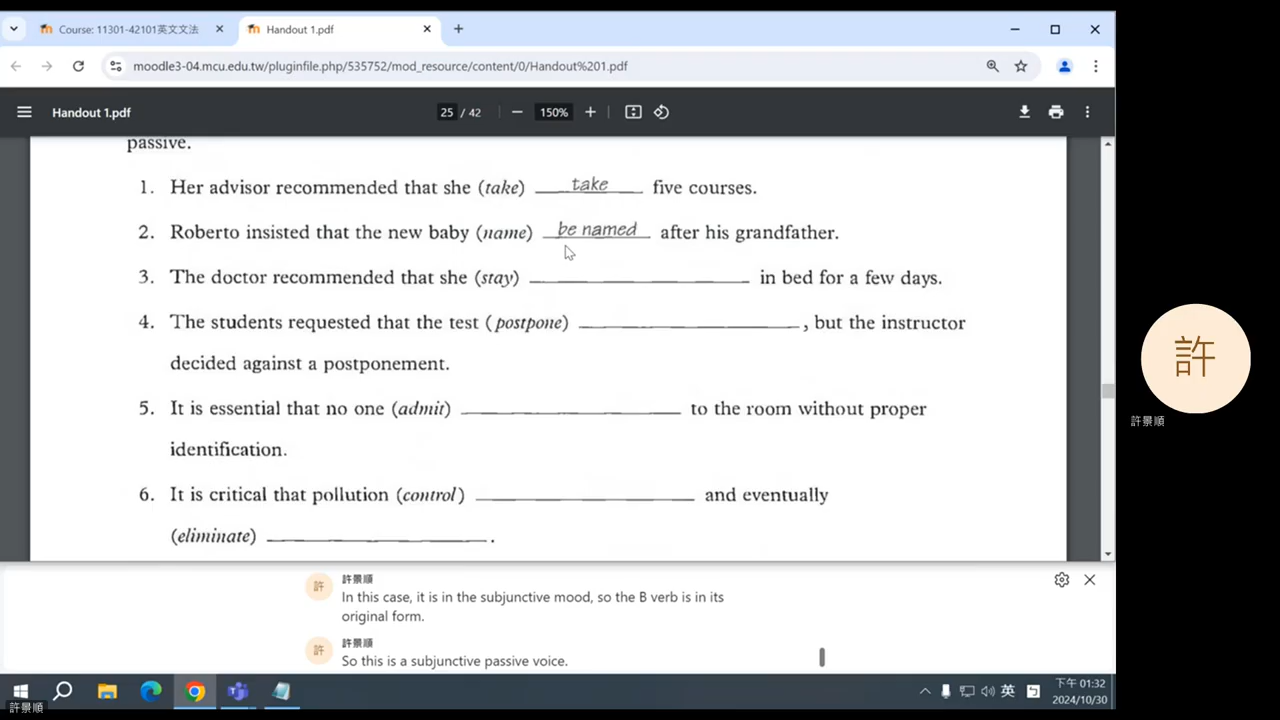 Course: 11301-42101英文文法
Handout 1.pdf
moodle3-04.mcu.edu.tw/pluginfile.php/535752/mod_resource/content/0/Handout%201.pdf
Handout 1.pdf
25 / 42
150%
passive.
1. Her advisor recommended that she (take) take five courses.
2. Roberto insisted that the new baby (name) be named after his grandfather.
3. The doctor recommended that she (stay) ____________ in bed for a few days.
4. The students requested that the test (postpone) ____________, but the instructor
decided against a postponement.
5. It is essential that no one (admit) ____________ to the room without proper
identification.
6. It is critical that pollution (control) ____________ and eventually
(eliminate) ____________.
許
許景順
許
許景順
In this case, it is in the subjunctive mood, so the B verb is in its
original form.
許
許景順
So this is a subjunctive passive voice.
英
下午 01:32
2024/10/30
許景順